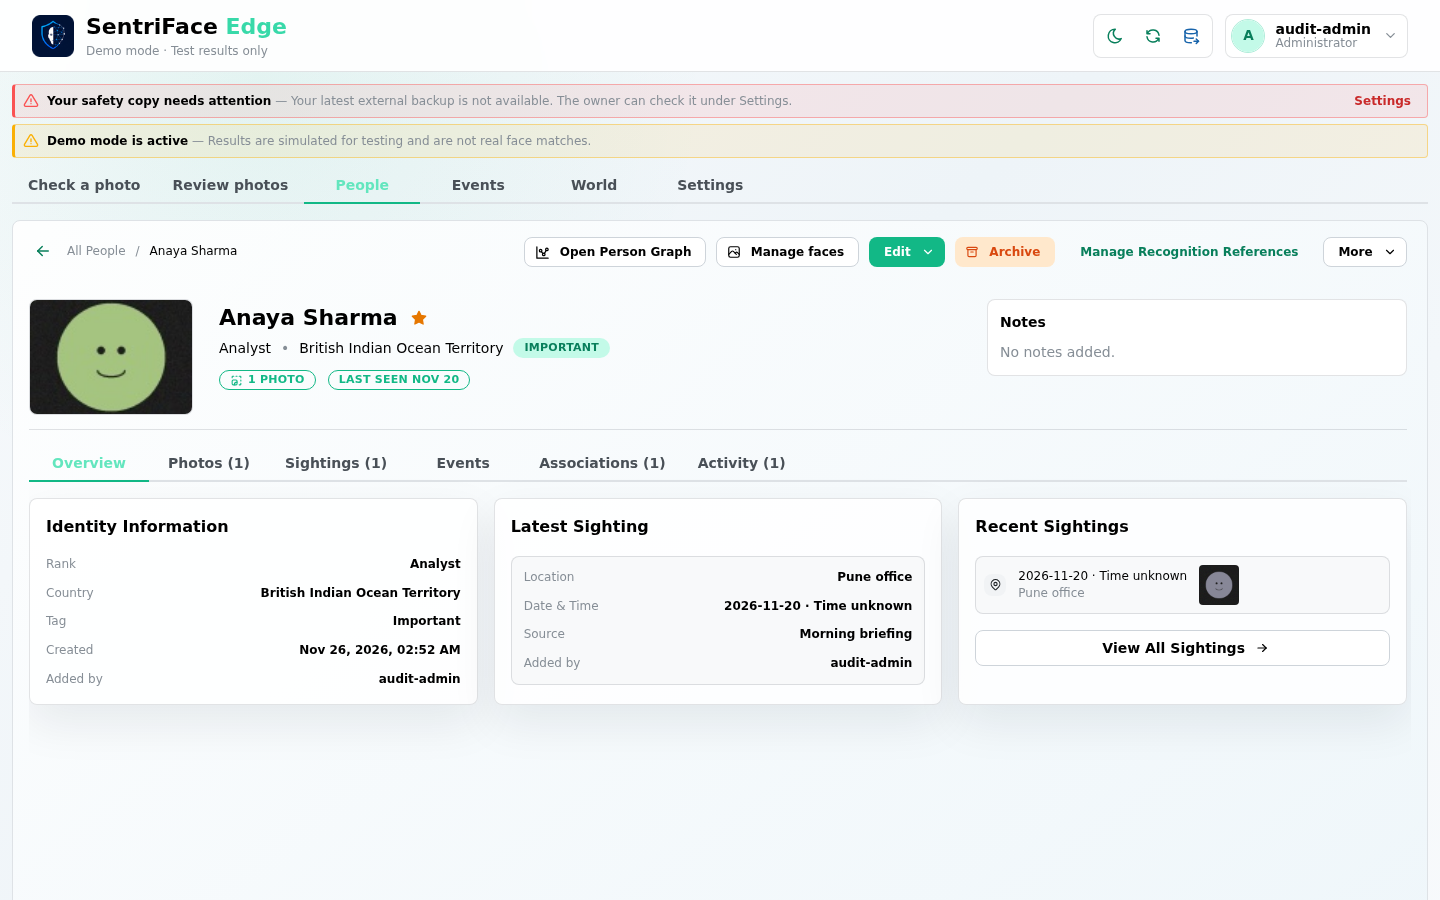 SentriFace Edge
Demo mode · Test results only
A
audit-admin
Administrator
Your safety copy needs attention — Your latest external backup is not available. The owner can check it under Settings.
Settings
Demo mode is active — Results are simulated for testing and are not real face matches.
Check a photo
Review photos
People
Events
World
Settings
All People / Anaya Sharma
Open Person Graph
Manage faces
Edit
Archive
Manage Recognition References
More
Anaya Sharma
Analyst • British Indian Ocean Territory IMPORTANT
1 PHOTO
LAST SEEN NOV 20
Notes
No notes added.
Overview
Photos (1)
Sightings (1)
Events
Associations (1)
Activity (1)
Identity Information
Rank Analyst
Country British Indian Ocean Territory
Tag Important
Created Nov 26, 2026, 02:52 AM
Added by audit-admin
Latest Sighting
Location Pune office
Date & Time 2026-11-20 · Time unknown
Source Morning briefing
Added by audit-admin
Recent Sightings
2026-11-20 · Time unknown
Pune office
View All Sightings